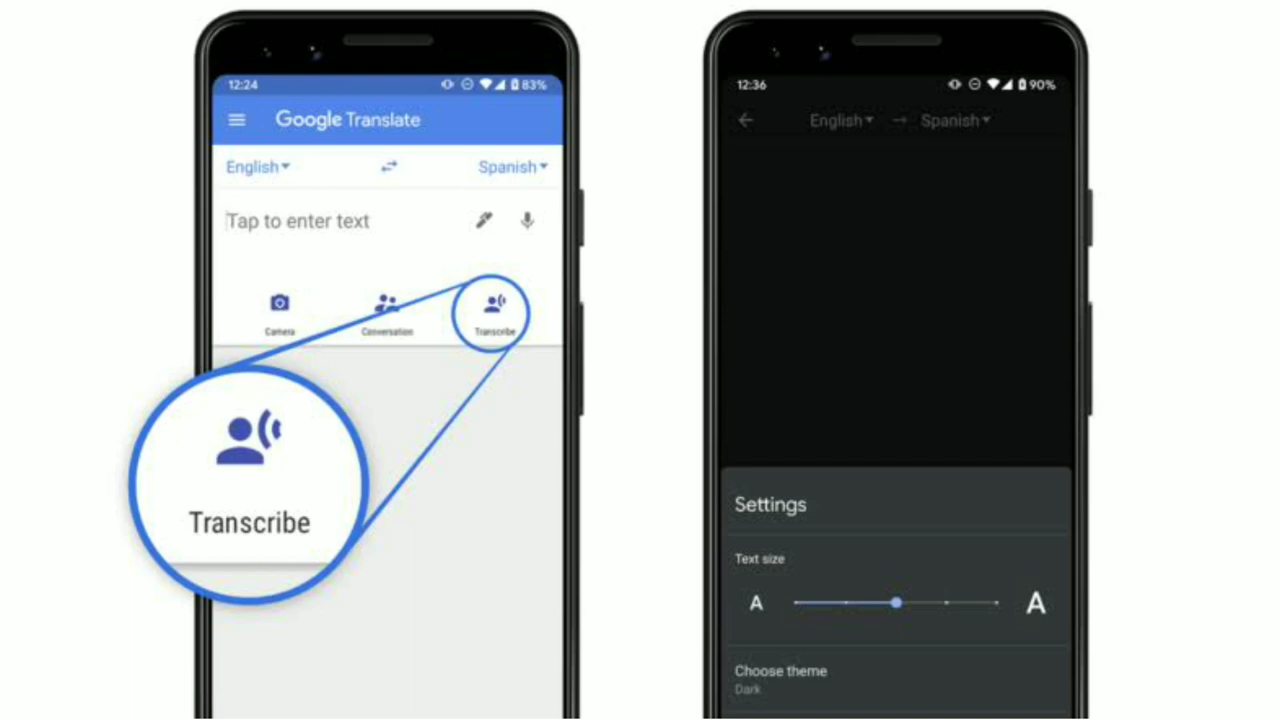 12:24 83%
Google Translate
English Spanish
Tap to enter text
Camera Conversation Transcribe
Transcribe
12:36 90%
English → Spanish
Settings
Text size
A A
Choose theme
Dark